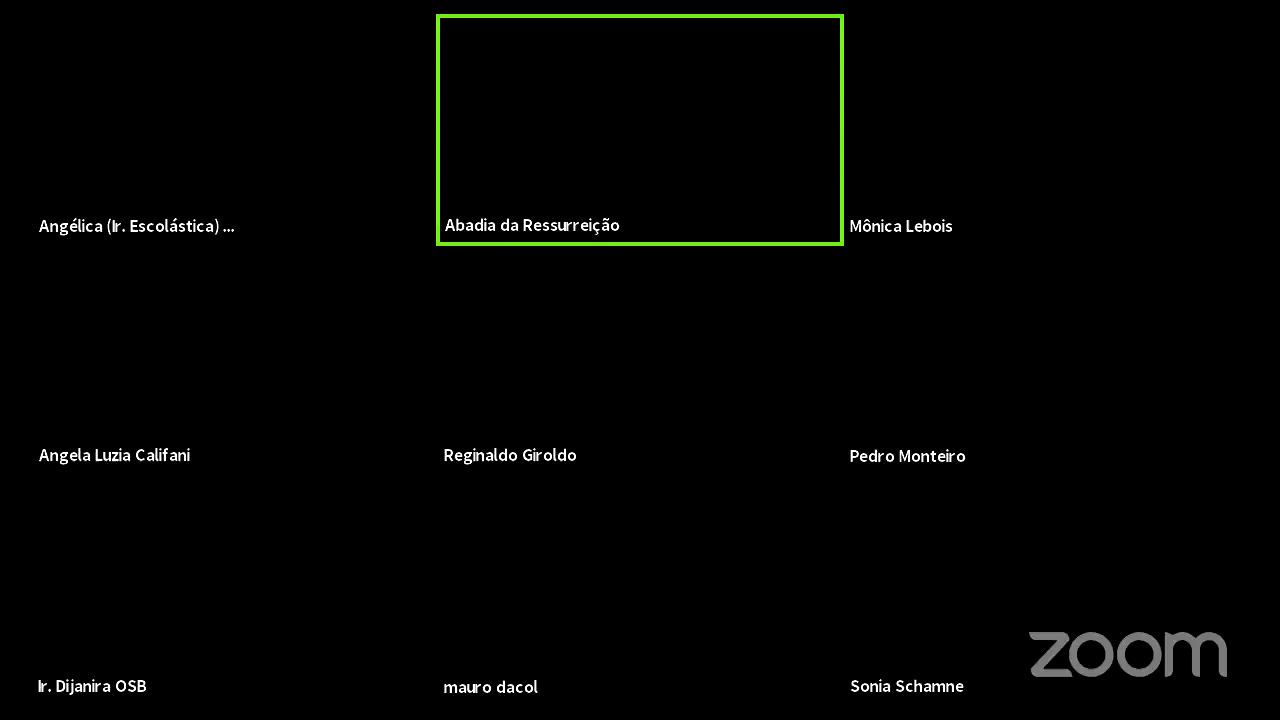 Angélica (Ir. Escolástica) ...
Abadia da Ressurreição
Mônica Lebois
Angela Luzia Califani
Reginaldo Giroldo
Pedro Monteiro
Ir. Dijanira OSB
mauro dacol
Sonia Schamne
zoom